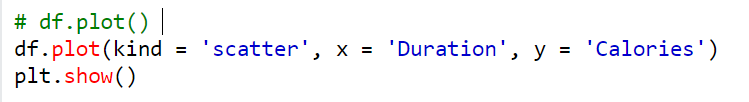 # df.plot()
df.plot(kind = 'scatter', x = 'Duration', y = 'Calories')
plt.show()